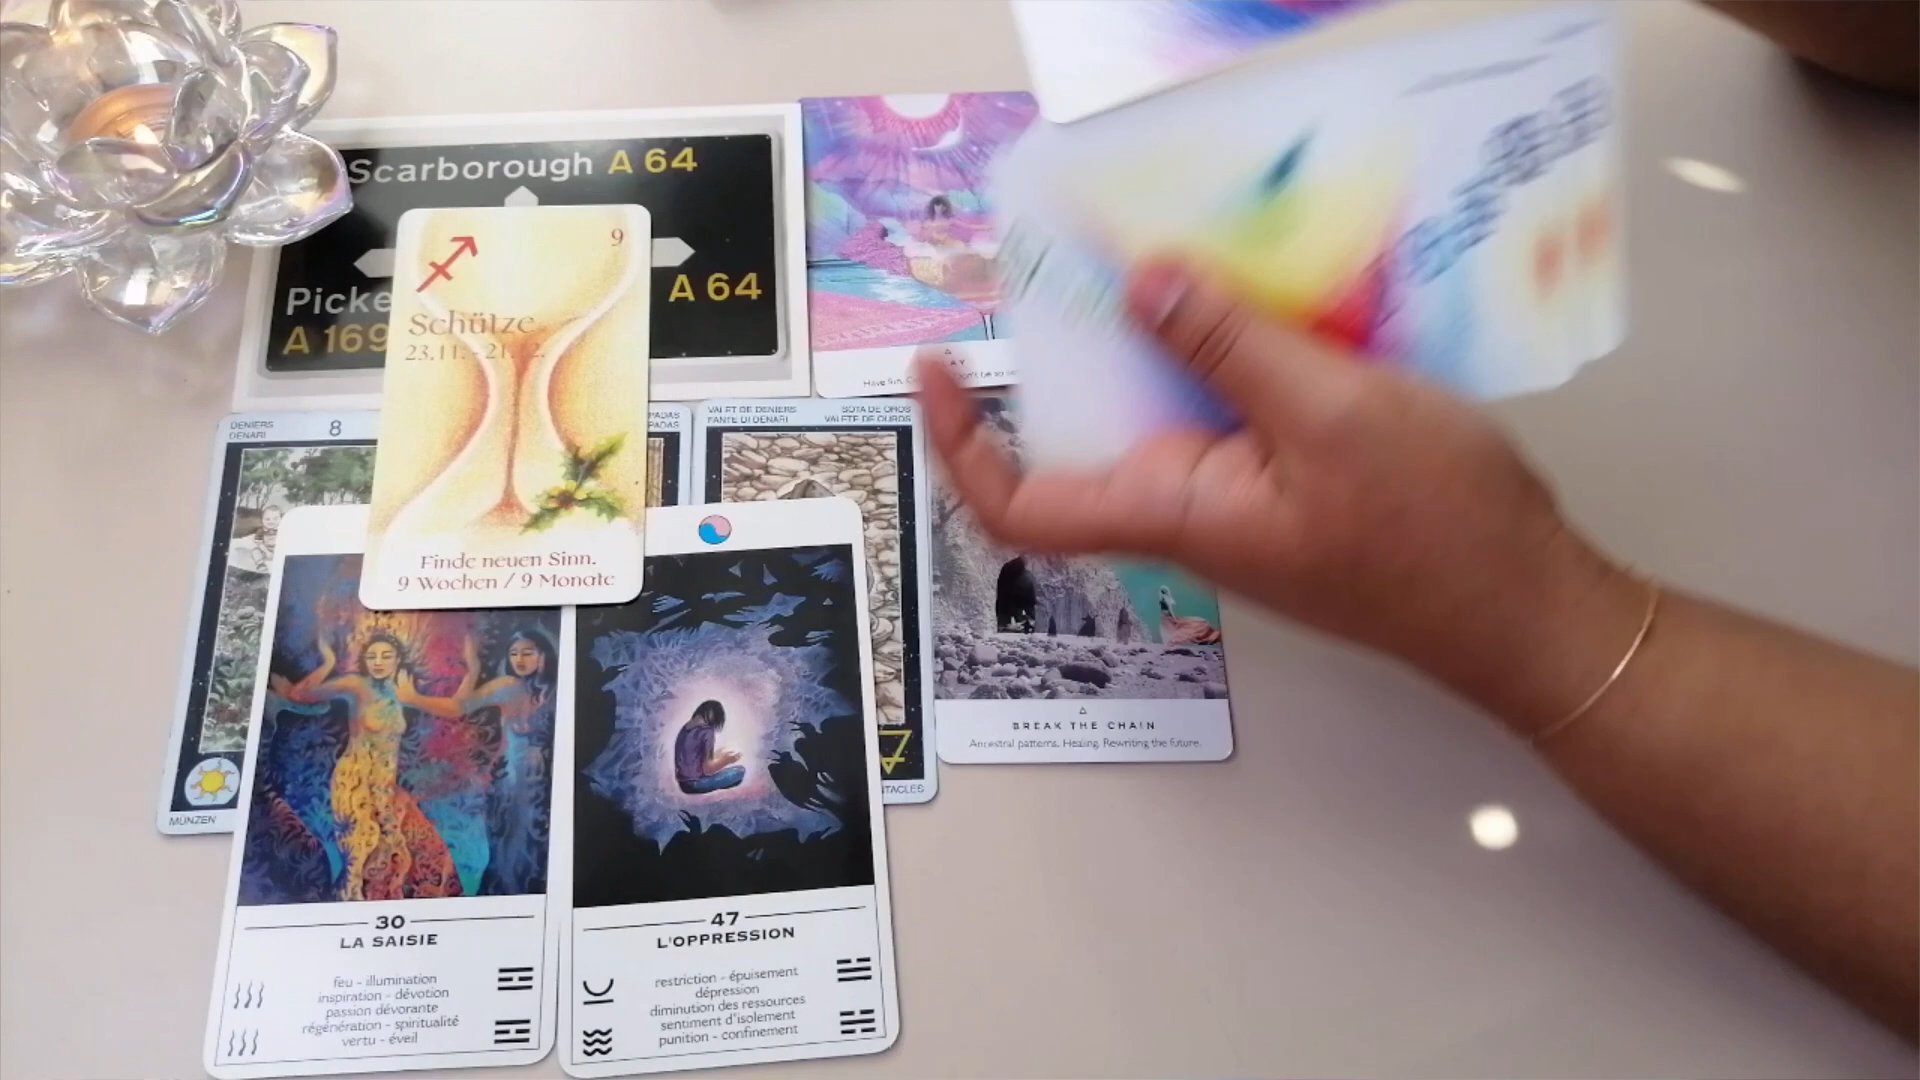 Scarborough A 64
A 64
A 169
9
Schütze
23.11. - 21.12.
Finde neuen Sinn.
9 Wochen / 9 Monate
Have fun.
DENIERS
DENARI
8
VALET DE DENIERS
FANTE DI DENARI
SOTA DE OROS
VALETE DE OUROS
MÜNZEN
BREAK THE CHAIN
Ancestral patterns. Healing. Rewriting the future.
30
LA SAISIE
feu - illumination
inspiration - dévotion
passion dévorante
régénération - spiritualité
vertu - éveil
47
L'OPPRESSION
restriction - épuisement
dépression
diminution des ressources
sentiment d'isolement
punition - confinement